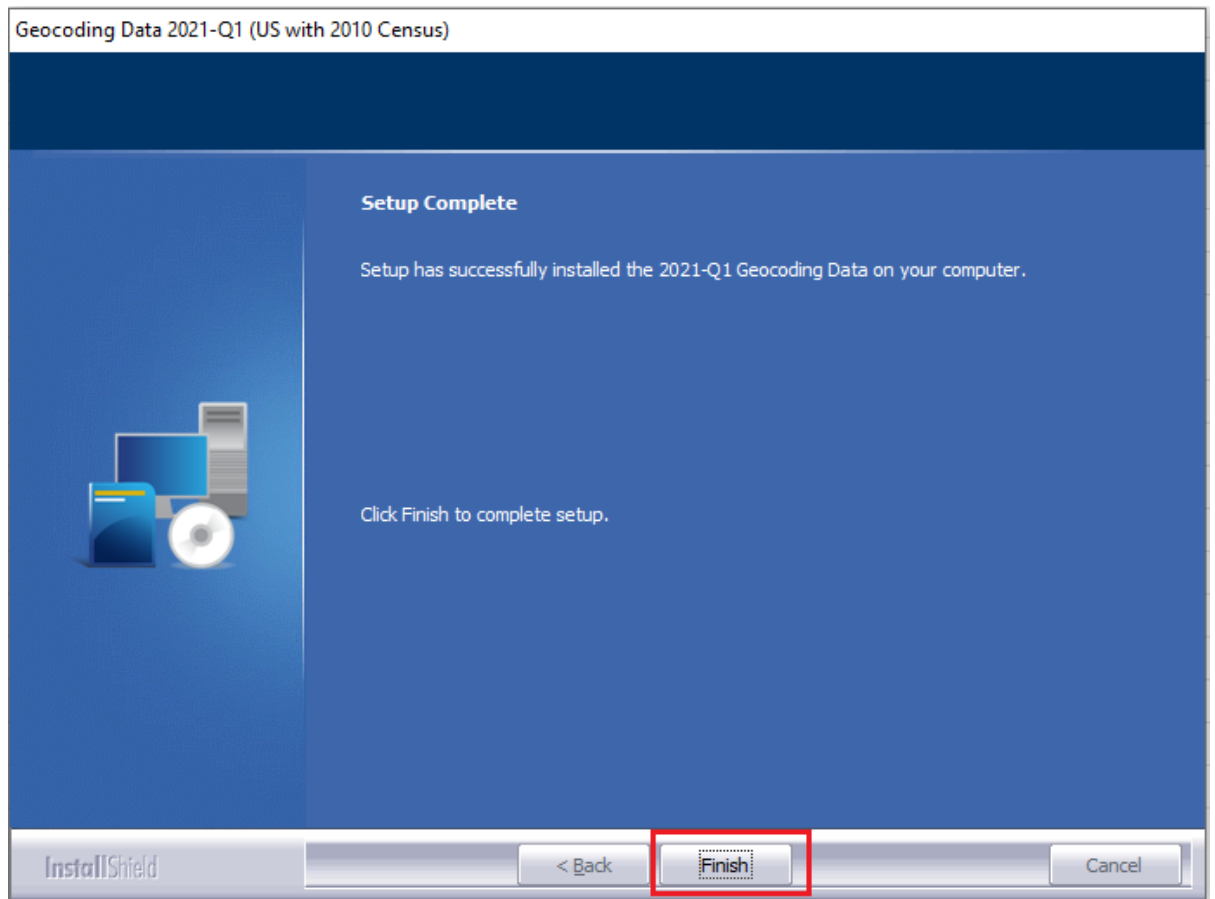 Geocoding Data 2021-Q1 (US with 2010 Census)
Setup Complete
Setup has successfully installed the 2021-Q1 Geocoding Data on your computer.
Click Finish to complete setup.
InstallShield
< Back
Finish
Cancel